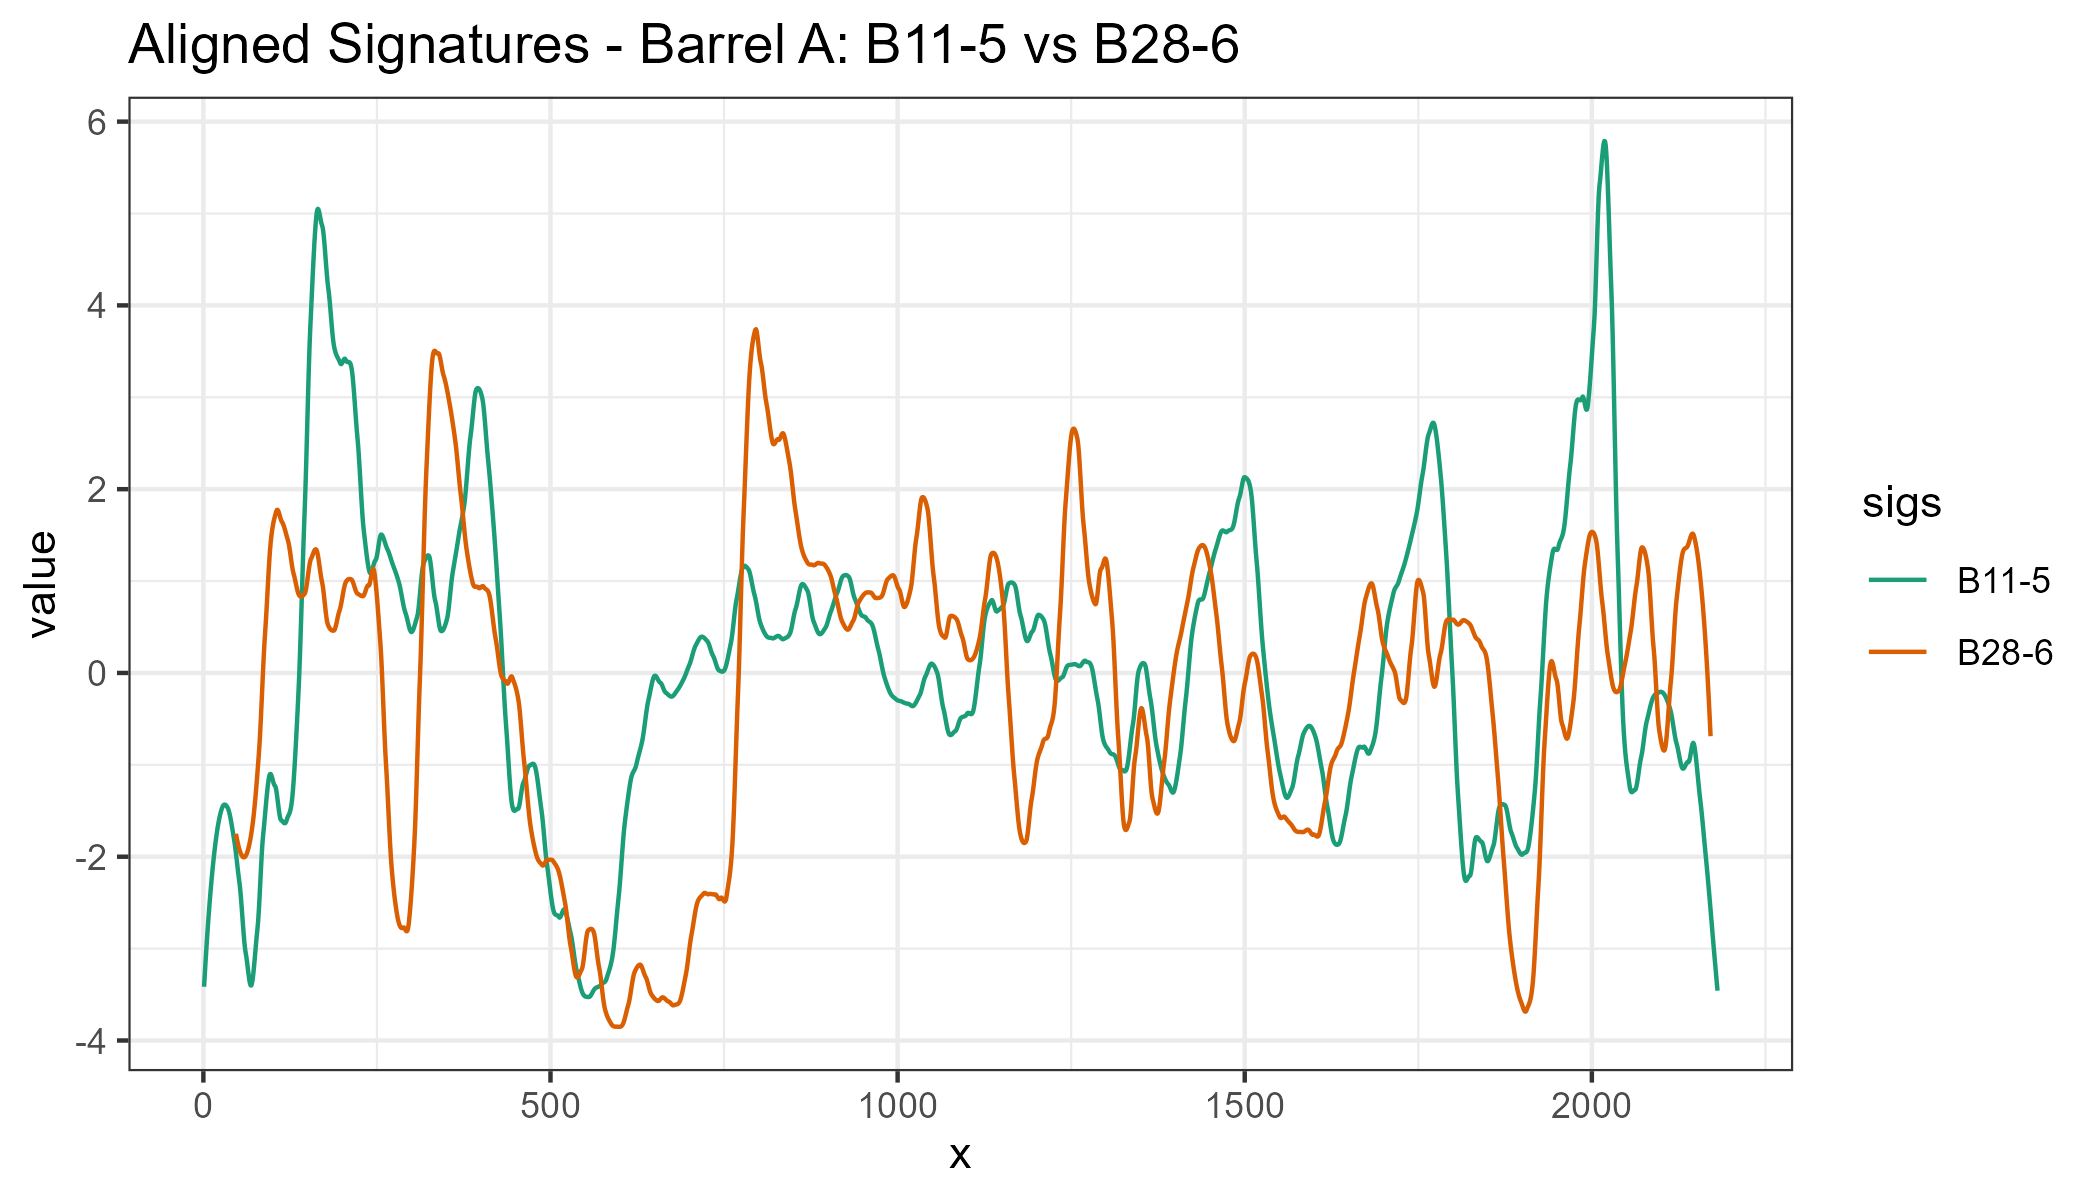 Aligned Signatures - Barrel A: B11-5 vs B28-6
6
4
2
0
-2
-4
value
0 500 1000 1500 2000
x
sigs
B11-5
B28-6